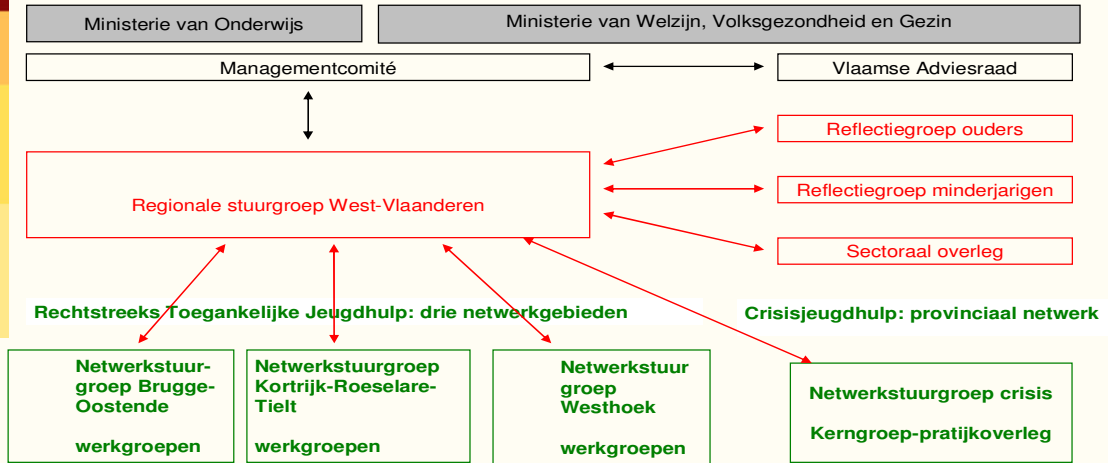 Ministerie van Onderwijs
Ministerie van Welzijn, Volksgezondheid en Gezin
Managementcomité
Vlaamse Adviesraad
Reflectiegroep ouders
Regionale stuurgroep West-Vlaanderen
Reflectiegroep minderjarigen
Sectoraal overleg
Rechtstreeks Toegankelijke Jeugdhulp: drie netwerkgebieden
Crisisjeugdhulp: provinciaal netwerk
Netwerkstuur-
groep Brugge-
Oostende
werkgroepen
Netwerkstuurgroep
Kortrijk-Roeselare-
Tielt
werkgroepen
Netwerkstuur
groep
Westhoek
werkgroepen
Netwerkstuurgroep crisis
Kerngroep-pratijkoverleg